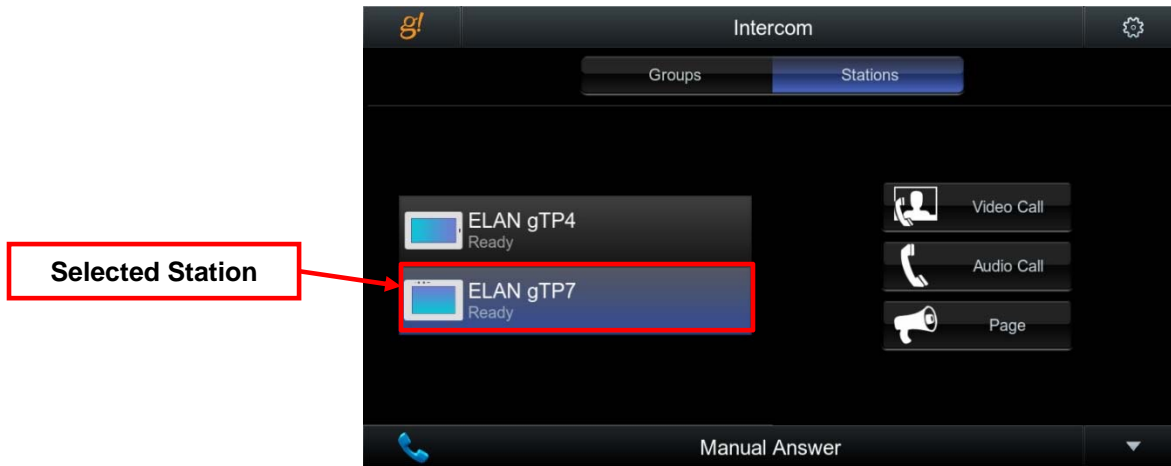 g!
Intercom
Groups
Stations
ELAN gTP4
Ready
Selected Station
ELAN gTP7
Ready
Video Call
Audio Call
Page
Manual Answer